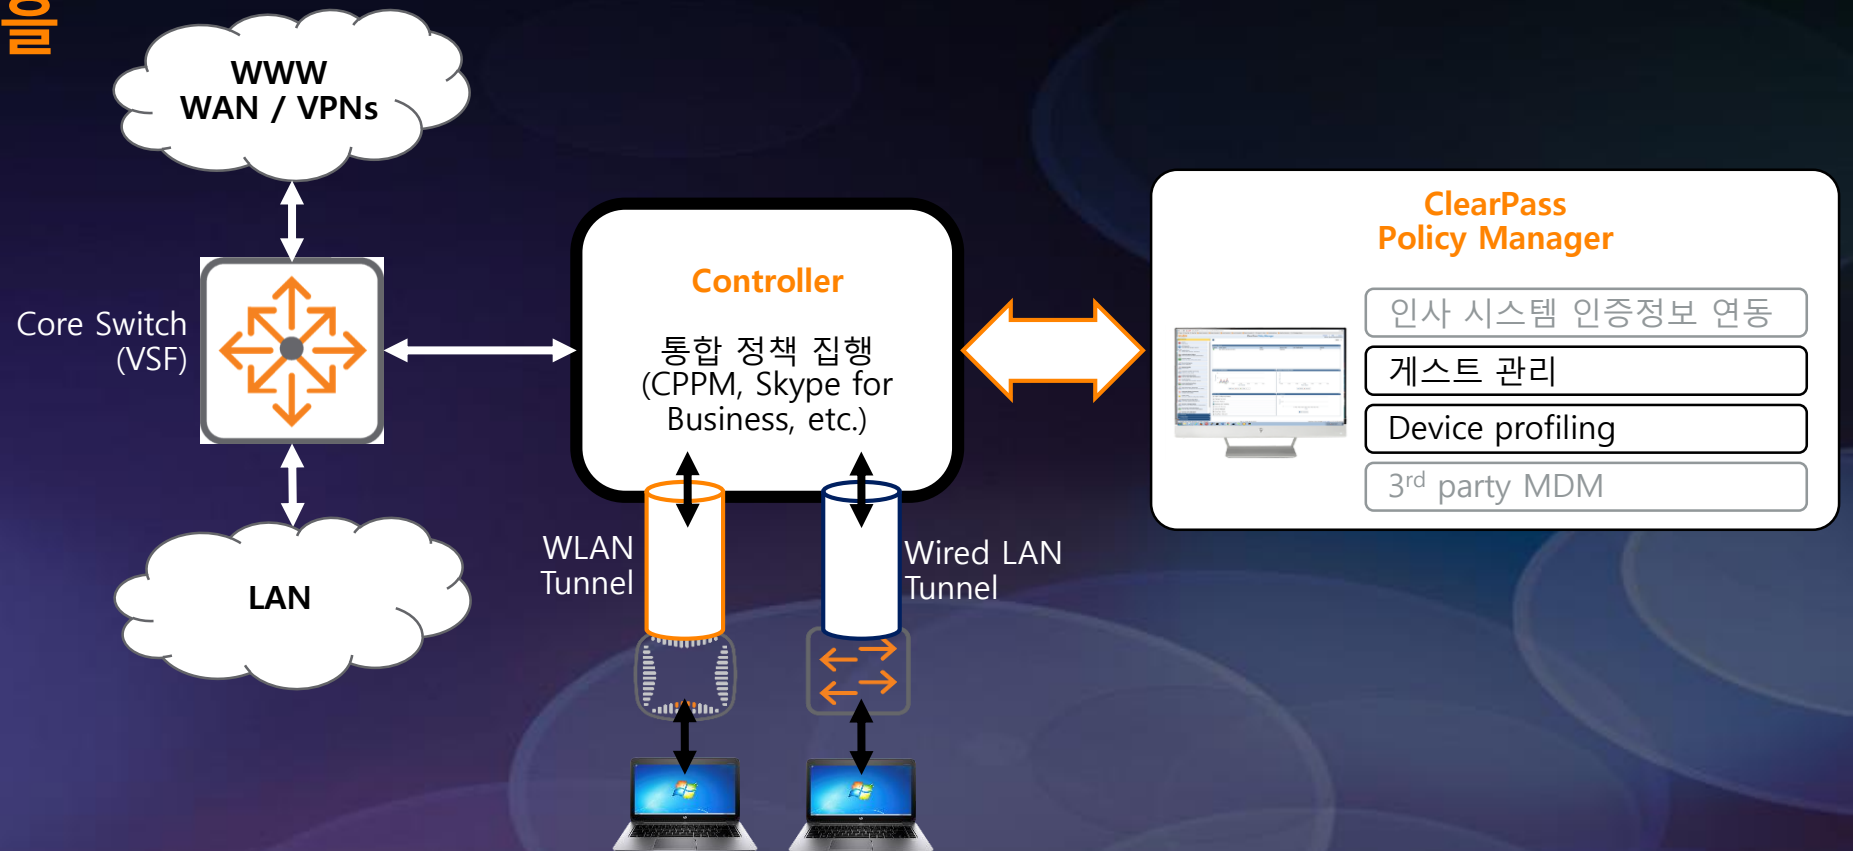 을
WWW
WAN / VPNs
Core Switch
(VSF)
LAN
Controller
통합 정책 집행
(CPPM, Skype for
Business, etc.)
WLAN
Tunnel
Wired LAN
Tunnel
ClearPass
Policy Manager
인사 시스템 인증정보 연동
게스트 관리
Device profiling
3rd party MDM